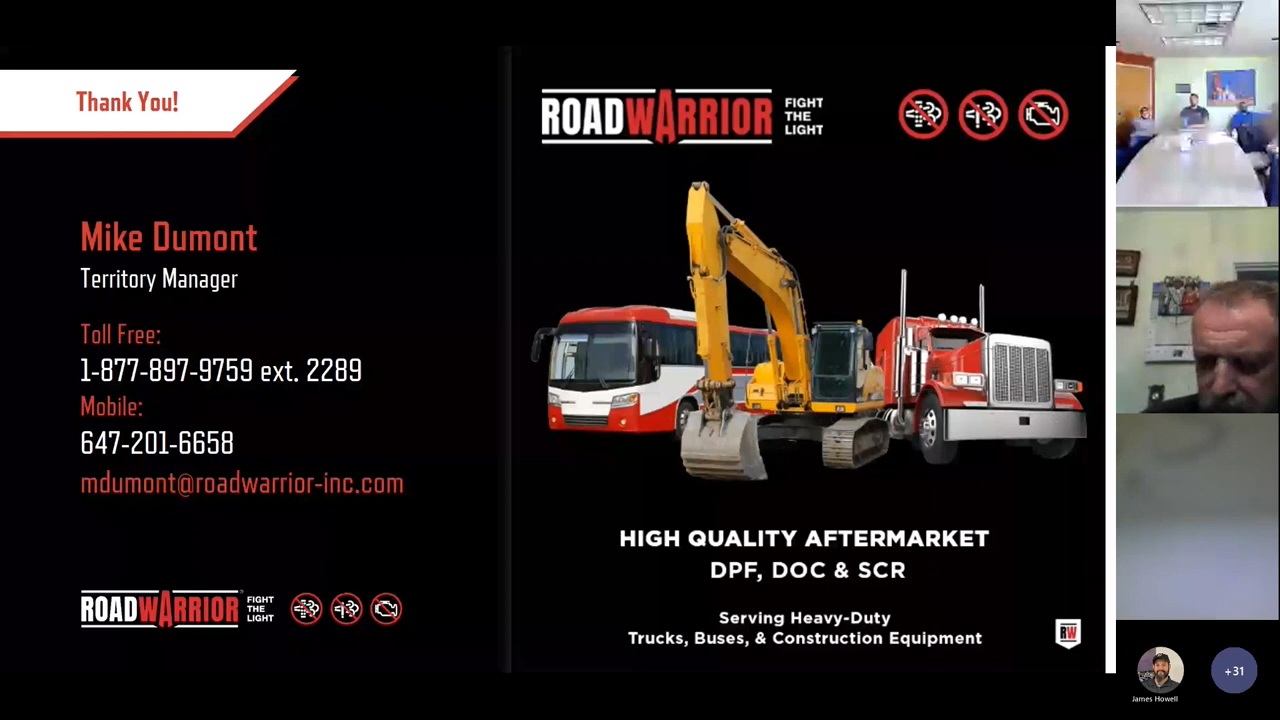 Thank You!
Mike Dumont
Territory Manager
Toll Free:
1-877-897-9759 ext. 2289
Mobile:
647-201-6658
mdumont@roadwarrior-inc.com
ROADWARRIOR
FIGHT
THE
LIGHT
ROADWARRIOR
FIGHT
THE
LIGHT
HIGH QUALITY AFTERMARKET
DPF, DOC & SCR
Serving Heavy-Duty
Trucks, Buses, & Construction Equipment
RW
James Howell
+31